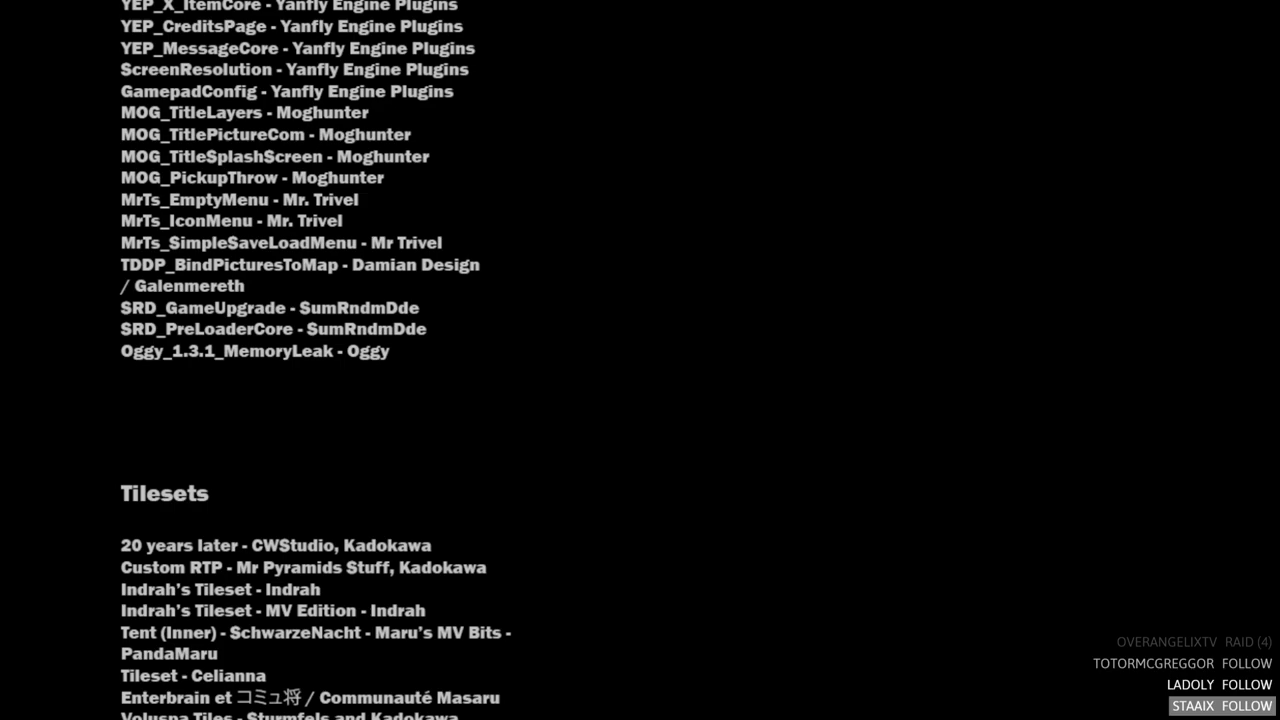 YEP_X_ItemCore - Yanfly Engine Plugins
YEP_CreditsPage - Yanfly Engine Plugins
YEP_MessageCore - Yanfly Engine Plugins
ScreenResolution - Yanfly Engine Plugins
GamepadConfig - Yanfly Engine Plugins
MOG_TitleLayers - Moghunter
MOG_TitlePictureCom - Moghunter
MOG_TitleSplashScreen - Moghunter
MOG_PickupThrow - Moghunter
MrTs_EmptyMenu - Mr. Trivel
MrTs_IconMenu - Mr. Trivel
MrTs_SimpleSaveLoadMenu - Mr Trivel
TDDP_BindPicturesToMap - Damian Design
/ Galenmereth
SRD_GameUpgrade - SumRndmDde
SRD_PreLoaderCore - SumRndmDde
Oggy_1.3.1_MemoryLeak - Oggy
Tilesets
20 years later - CWStudio, Kadokawa
Custom RTP - Mr Pyramids Stuff, Kadokawa
Indrah's Tileset - Indrah
Indrah's Tileset - MV Edition - Indrah
Tent (Inner) - SchwarzeNacht - Maru's MV Bits -
PandaMaru
Tileset - Celianna
Enterbrain et コミュ将 / Communauté Masaru
Voluspa Tiles - Sturmfels and Kadokawa
OVERANGELIXTV RAID (4)
TOTORMCGREGGOR FOLLOW
LADOLY FOLLOW
STAAIX FOLLOW